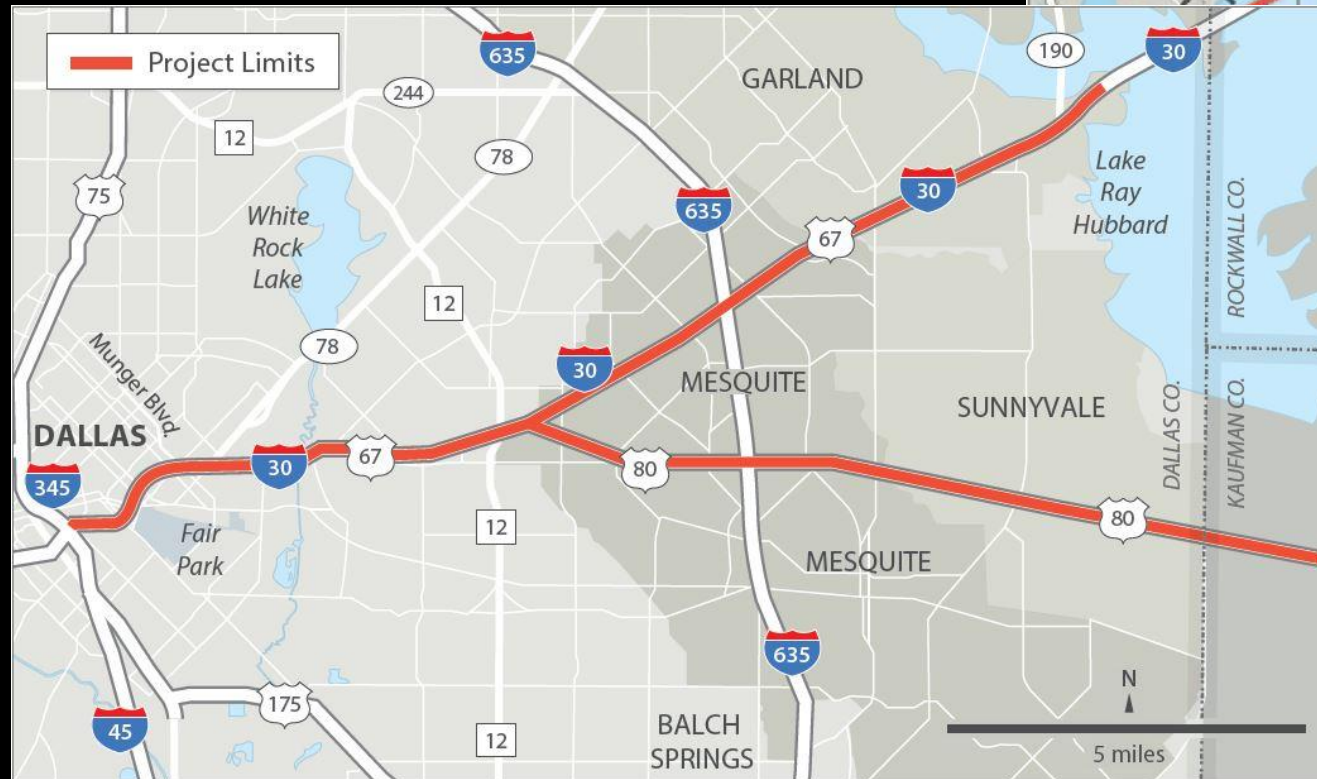 Project Limits
635
190
30
GARLAND
244
12
78
75
White
Rock
Lake
635
30
67
Lake
Ray
Hubbard
ROCKWALL CO.
12
78
Munger Blvd.
30
MESQUITE
SUNNYVALE
DALLAS CO.
KAUFMAN CO.
DALLAS
30
67
80
345
80
Fair
Park
12
MESQUITE
635
175
45
12
BALCH
SPRINGS
N
5 miles